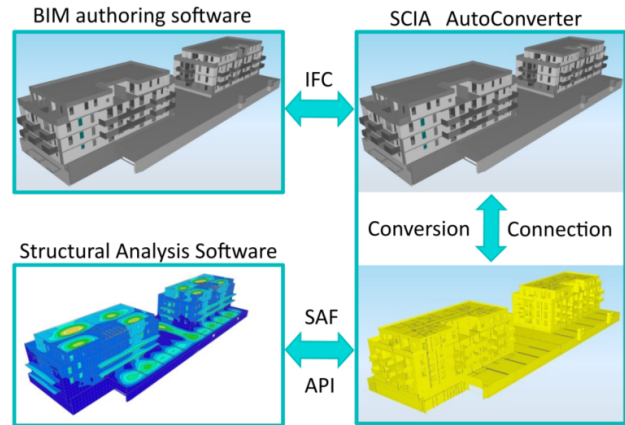 BIM authoring software
SCIA AutoConverter
IFC
Conversion Connection
Structural Analysis Software
SAF
API